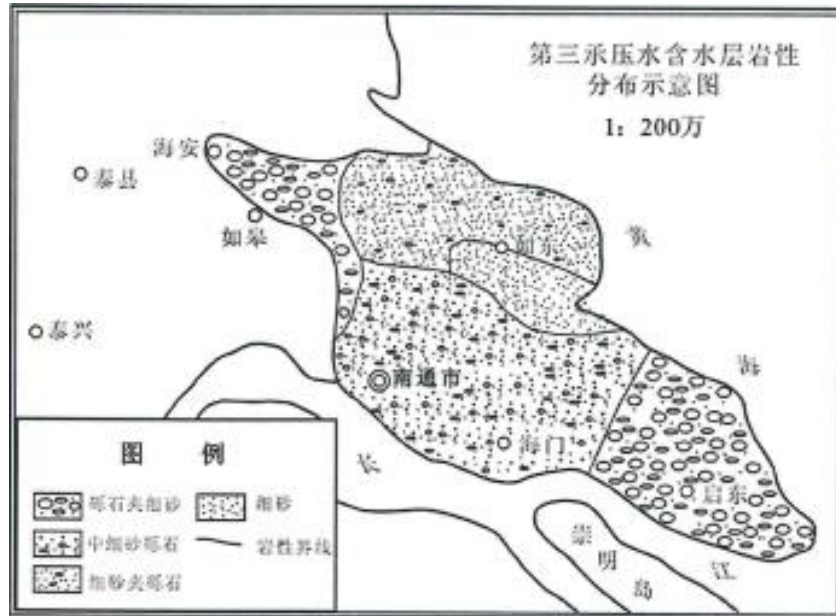 第三承压水含水层岩性
分布示意图
1：200万
海安
泰县
如皋
如东
黄
泰兴
海
南通市
海门
长
启东
崇
明
岛
江
图 例
砾石夹细砂
细砂
中细砂砾石
岩性界线
细砂夹砾石